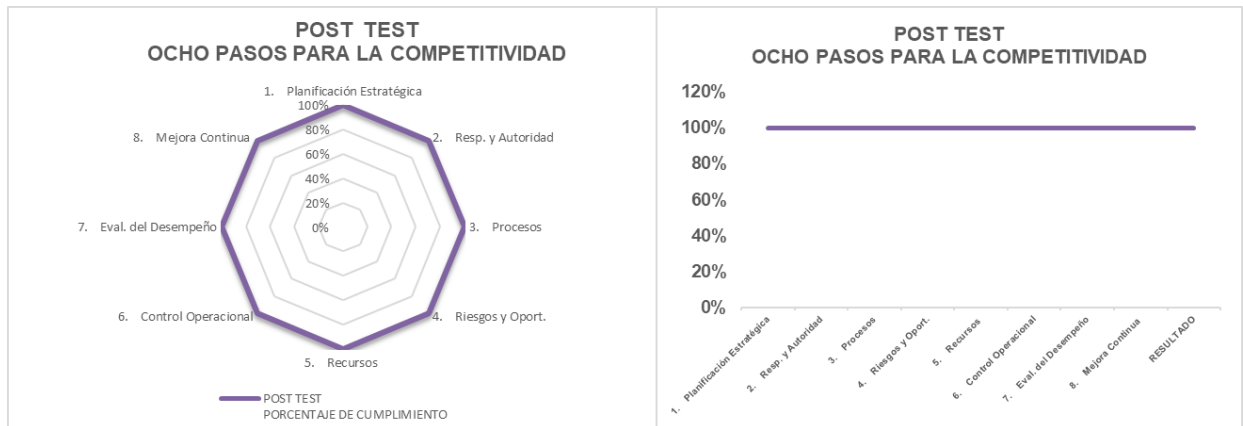 POST TEST
OCHO PASOS PARA LA COMPETITIVIDAD
1. Planificación Estratégica
100%
80%
60%
40%
20%
0%
2. Resp. y Autoridad
3. Procesos
4. Riesgos y Oport.
5. Recursos
6. Control Operacional
7. Eval. del Desempeño
8. Mejora Continua
POST TEST
PORCENTAJE DE CUMPLIMIENTO
POST TEST
OCHO PASOS PARA LA COMPETITIVIDAD
120%
100%
80%
60%
40%
20%
0%
1. Planificación Estratégica
2. Resp. y Autoridad
3. Procesos
4. Riesgos y Oport.
5. Recursos
6. Control Operacional
7. Eval. del Desempeño
8. Mejora Continua
RESULTADO